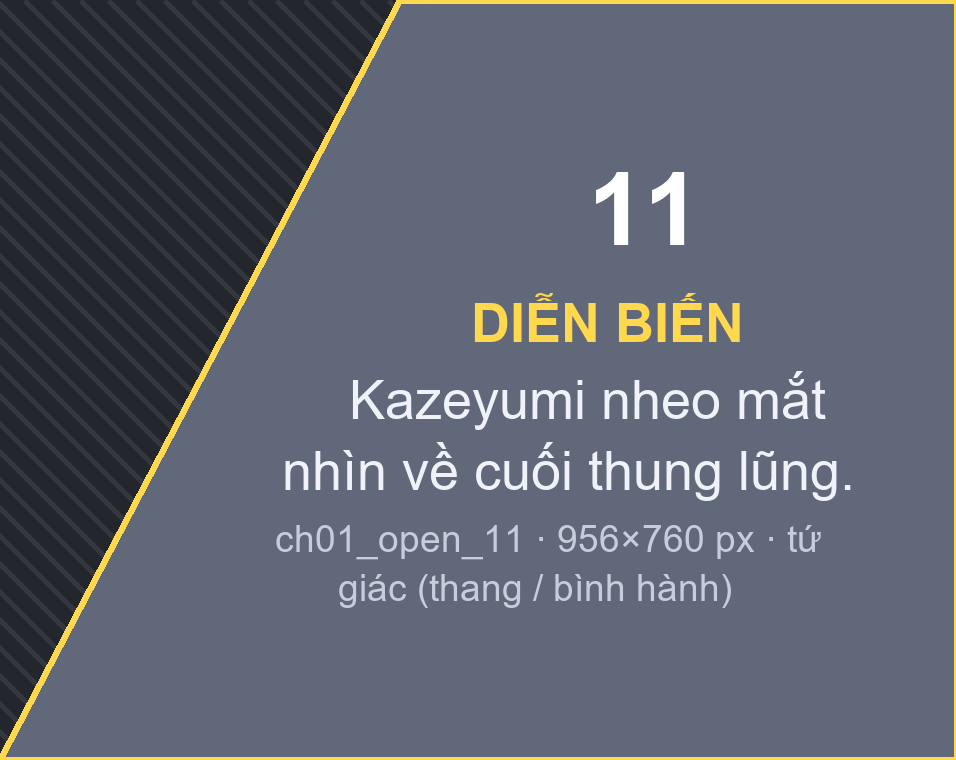 11
DIỄN BIẾN
Kazeyumi nheo mắt
nhìn về cuối thung lũng.
ch01_open_11 · 956×760 px · tứ
giác (thang / bình hành)